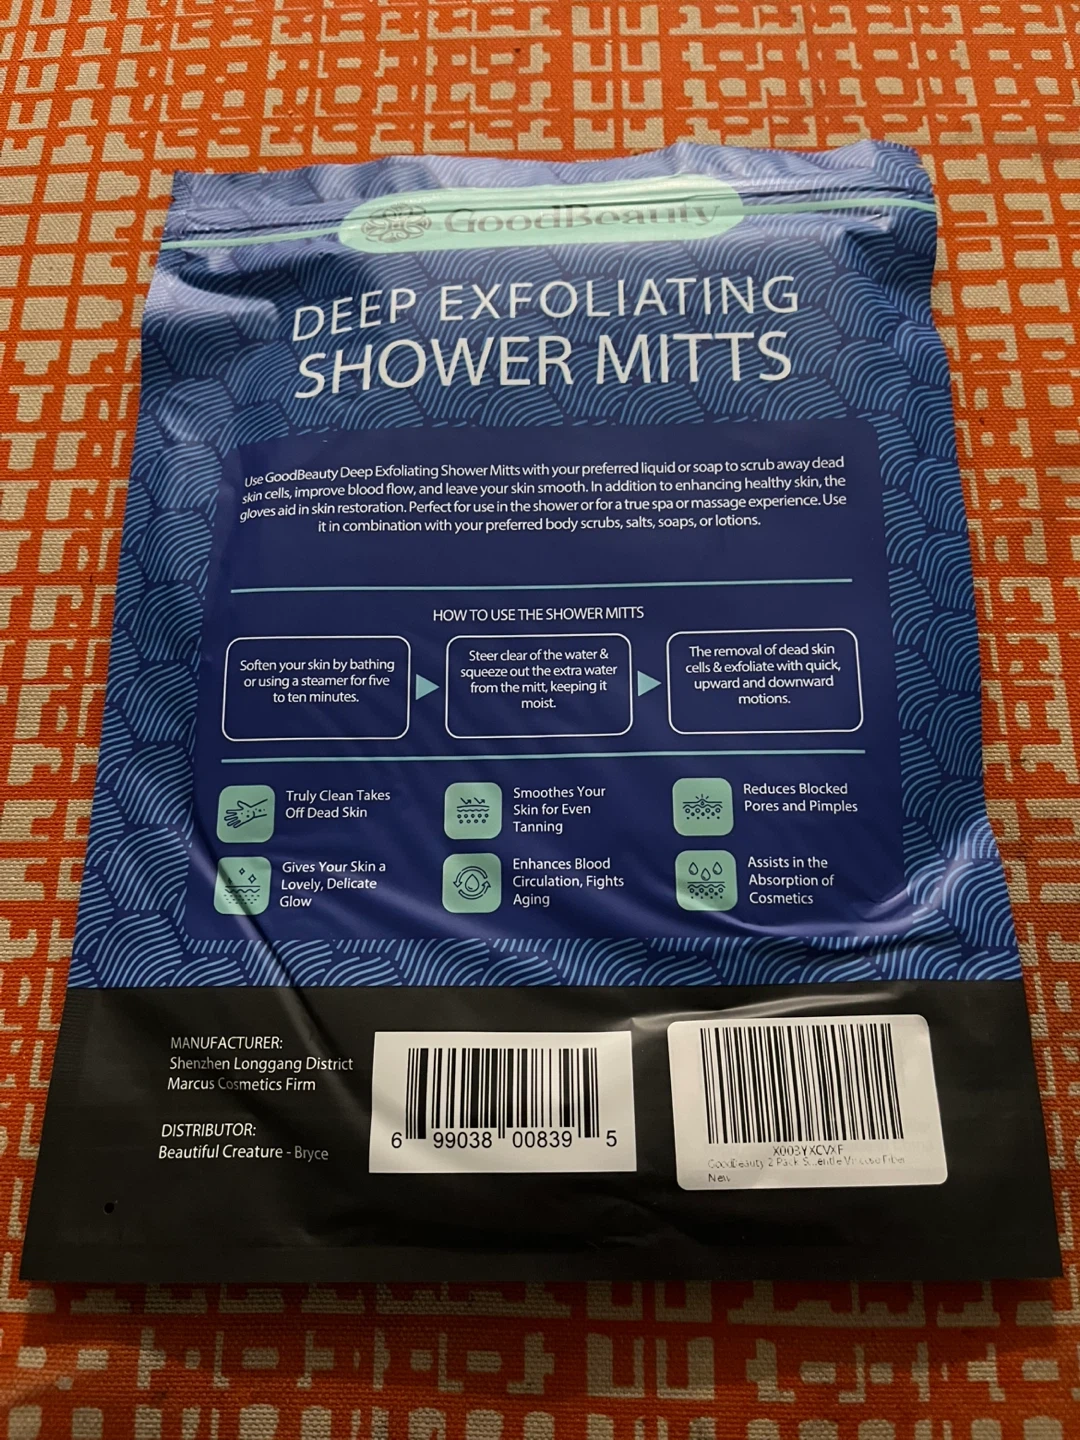 GoodBeauty
DEEP EXFOLIATING
SHOWER MITTS
Use GoodBeauty Deep Exfoliating Shower Mitts with your preferred liquid or soap to scrub away dead
skin cells, improve blood flow, and leave your skin smooth. In addition to enhancing healthy skin, the
gloves aid in skin restoration. Perfect for use in the shower or for a true spa or massage experience. Use
it in combination with your preferred body scrubs, salts, soaps, or lotions.
HOW TO USE THE SHOWER MITTS
Soften your skin by bathing
or using a steamer for five
to ten minutes.
Steer clear of the water &
squeeze out the extra water
from the mitt, keeping it
moist.
The removal of dead skin
cells & exfoliate with quick,
upward and downward
motions.
Truly Clean Takes
Off Dead Skin
Smoothes Your
Skin for Even
Tanning
Reduces Blocked
Pores and Pimples
Gives Your Skin a
Lovely, Delicate
Glow
Enhances Blood
Circulation, Fights
Aging
Assists in the
Absorption of
Cosmetics
MANUFACTURER:
Shenzhen Longgang District
Marcus Cosmetics Firm
DISTRIBUTOR:
Beautiful Creature - Bryce
6 99038 00839 5
X003YXCVXF
GoodBeauty 2 Pack S...entle Viscose Fiber
New